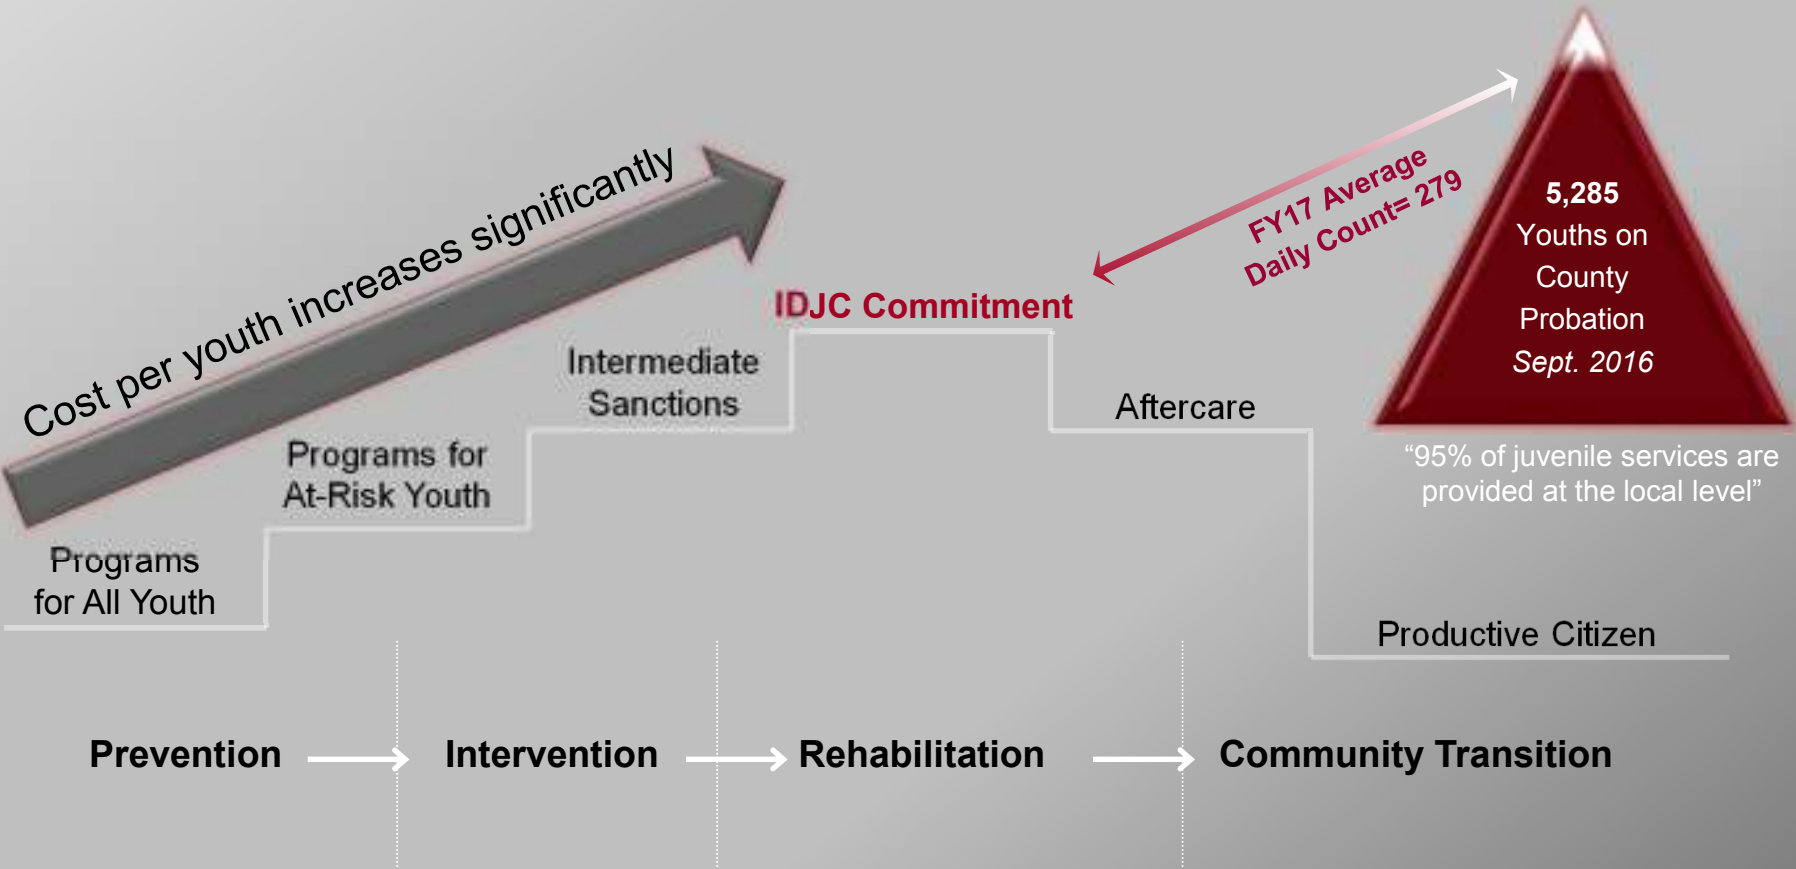 Cost per youth increases significantly
FY17 Average
Daily Count= 279
5,285
Youths on
County
Probation
Sept. 2016
“95% of juvenile services are
provided at the local level”
IDJC Commitment
Intermediate
Sanctions
Aftercare
Programs for
At-Risk Youth
Programs
for All Youth
Productive Citizen
Prevention
Intervention
Rehabilitation
Community Transition